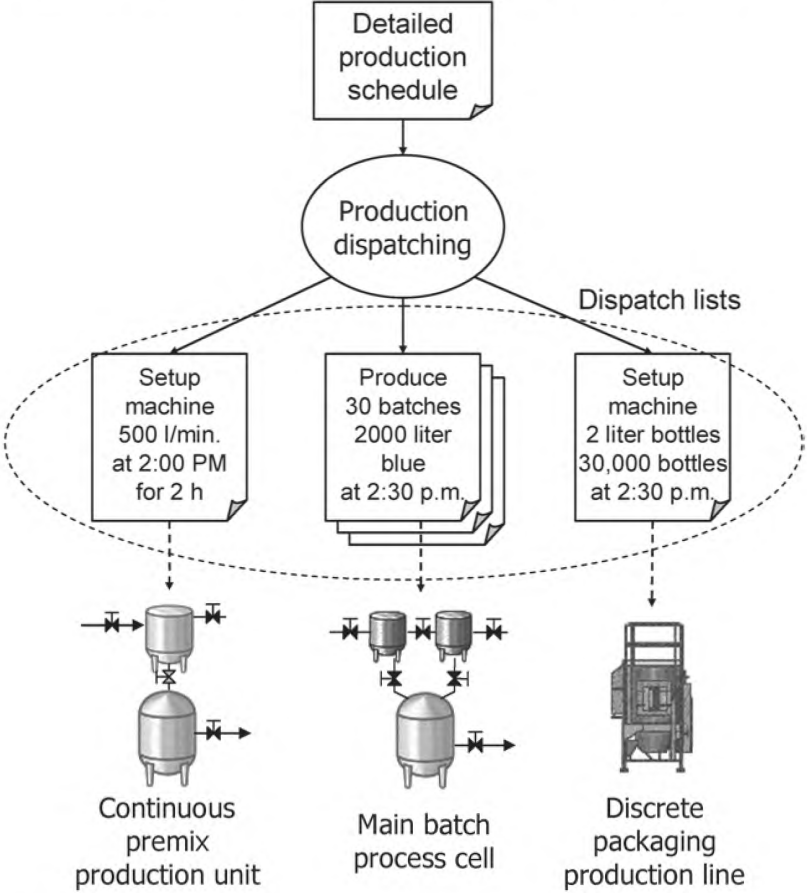 Detailed
production
schedule
Production
dispatching
Dispatch lists
Setup
machine
500 l/min.
at 2:00 PM
for 2 h
Produce
30 batches
2000 liter
blue
at 2:30 p.m.
Setup
machine
2 liter bottles
30,000 bottles
at 2:30 p.m.
Continuous
premix
production unit
Main batch
process cell
Discrete
packaging
production line